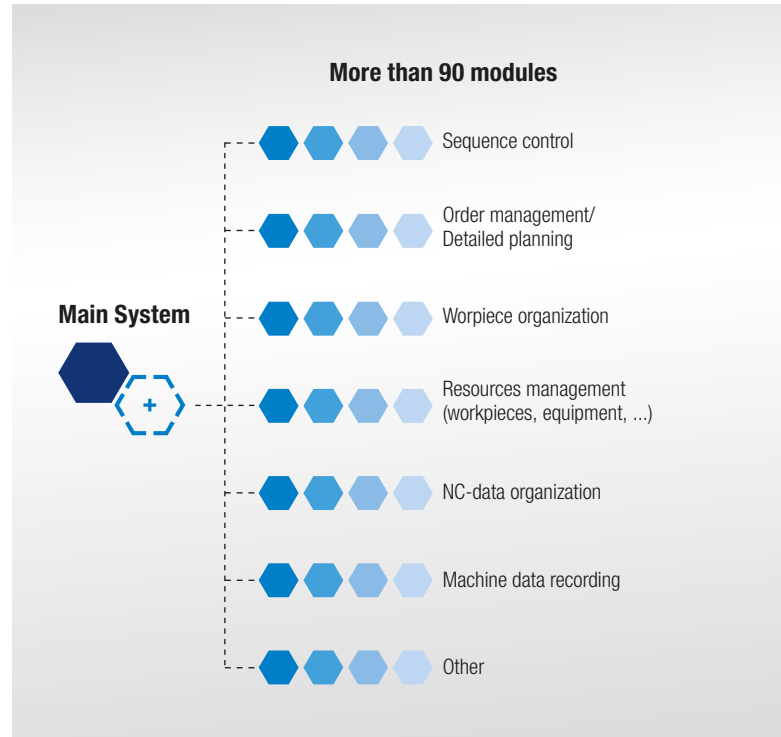 More than 90 modules
Sequence control
Order management/
Detailed planning
Worpiece organization
Main System
+
Resources management
(workpieces, equipment, ...)
NC-data organization
Machine data recording
Other